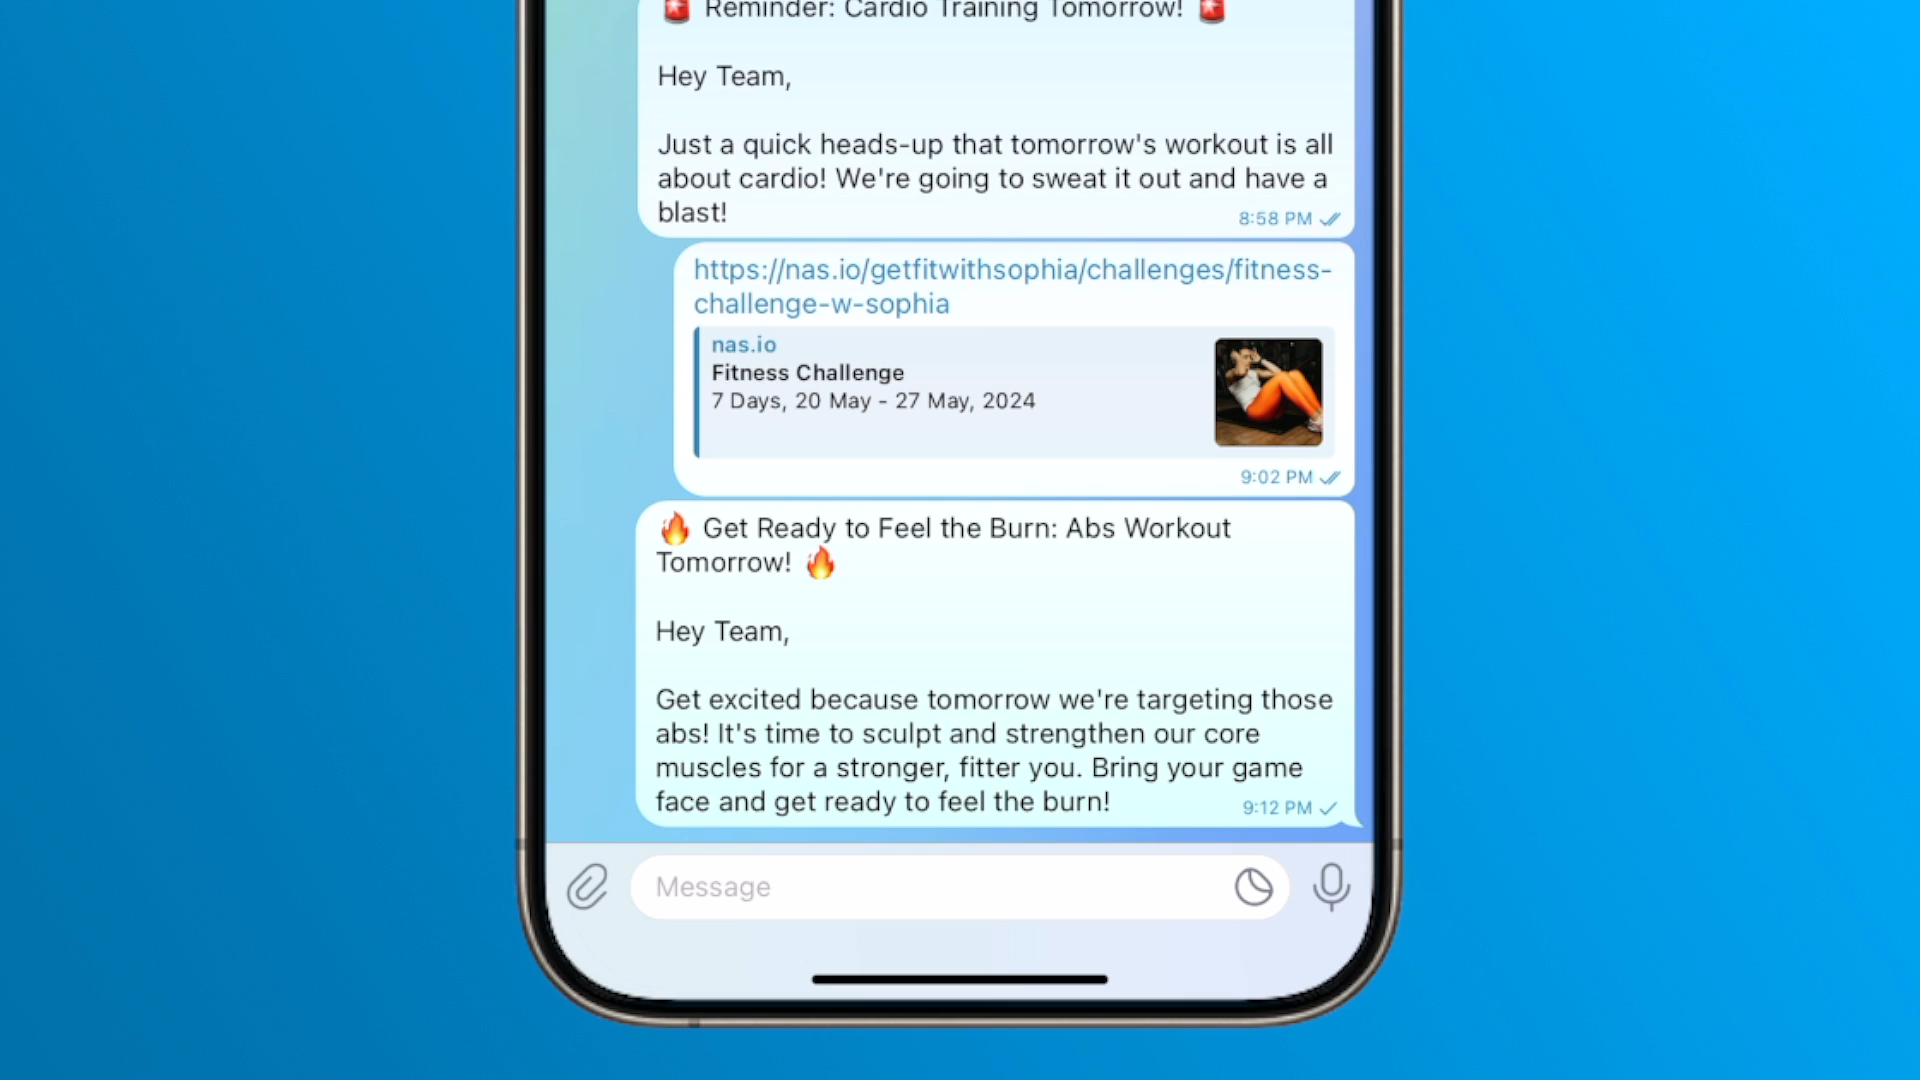 🚨 Reminder: Cardio Training Tomorrow! 🚨
Hey Team,
Just a quick heads-up that tomorrow's workout is all
about cardio! We're going to sweat it out and have a
blast!
8:58 PM
https://nas.io/getfitwithsophia/challenges/fitness-
challenge-w-sophia
nas.io
Fitness Challenge
7 Days, 20 May - 27 May, 2024
9:02 PM
🔥 Get Ready to Feel the Burn: Abs Workout
Tomorrow! 🔥
Hey Team,
Get excited because tomorrow we're targeting those
abs! It's time to sculpt and strengthen our core
muscles for a stronger, fitter you. Bring your game
face and get ready to feel the burn!
9:12 PM
Message